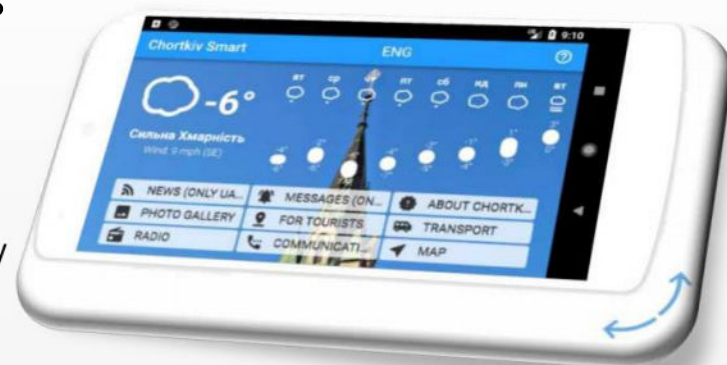 9:10
Chortkiv Smart ENG
вт ср чт пт сб нд пн вт
-6°
Сильна Хмарність
Wind: 9 mph (SE)
NEWS (ONLY UA... MESSAGES (ON... ABOUT CHORTK...
PHOTO GALLERY FOR TOURISTS TRANSPORT
RADIO COMMUNICATI... MAP